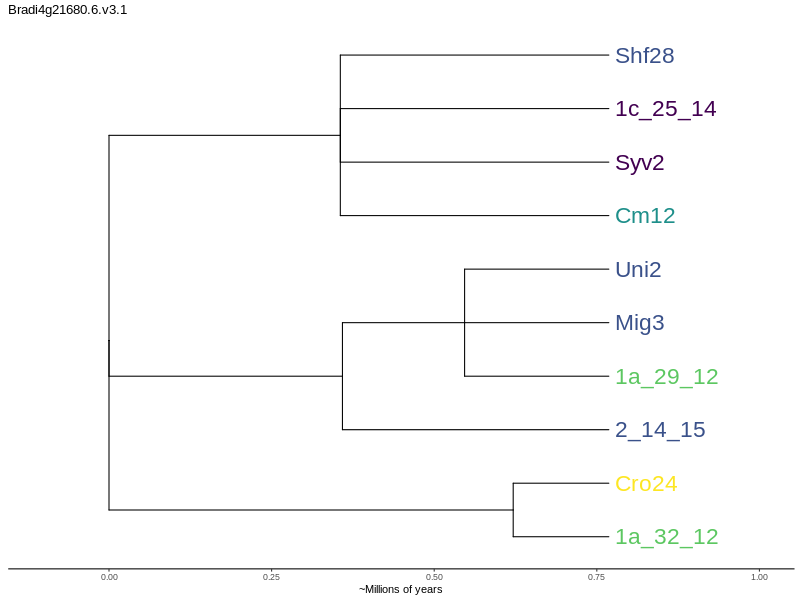 Bradi4g21680.6.v3.1
Shf28
1c_25_14
Syv2
Cm12
Uni2
Mig3
1a_29_12
2_14_15
Cro24
1a_32_12
0.00 0.25 0.50 0.75 1.00
~Millions of years